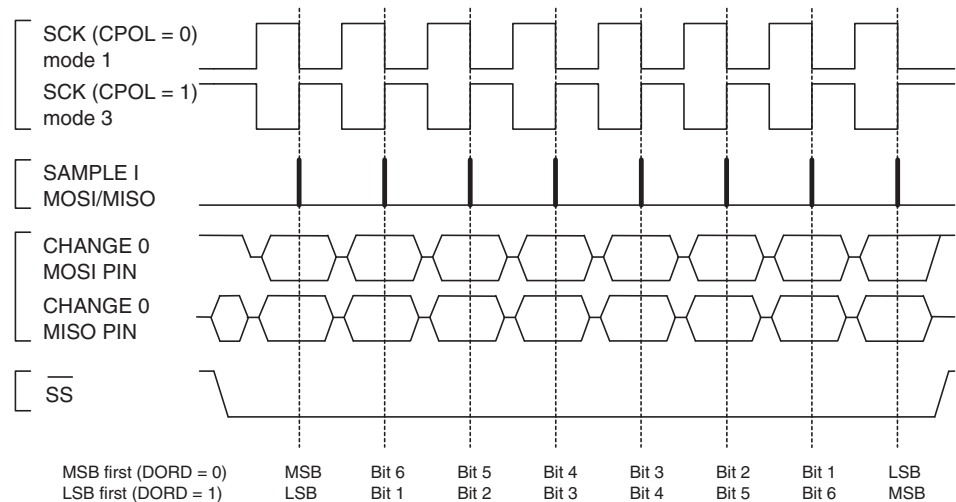 SCK (CPOL = 0)
mode 1
SCK (CPOL = 1)
mode 3
SAMPLE I
MOSI/MISO
CHANGE 0
MOSI PIN
CHANGE 0
MISO PIN
SS
MSB first (DORD = 0) MSB Bit 6 Bit 5 Bit 4 Bit 3 Bit 2 Bit 1 LSB
LSB first (DORD = 1) LSB Bit 1 Bit 2 Bit 3 Bit 4 Bit 5 Bit 6 MSB